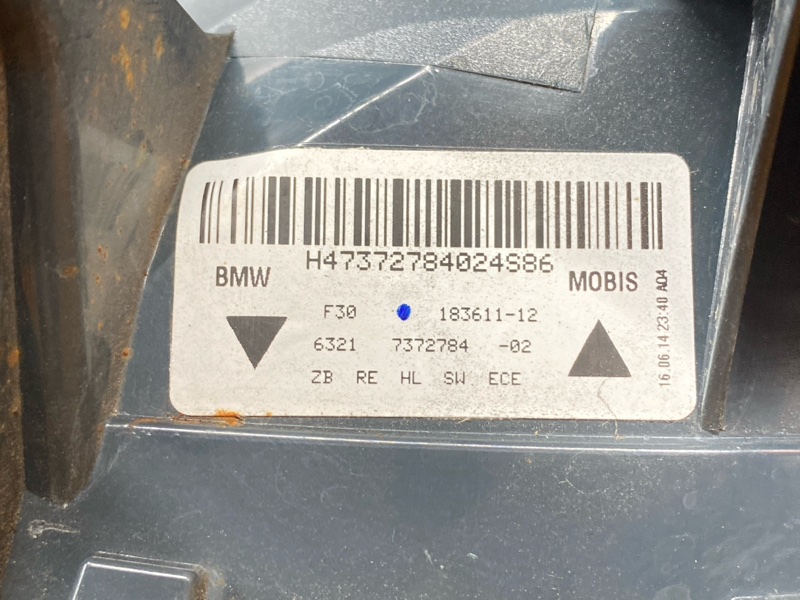 H47372784024S86
BMW MOBIS
F30 183611-12
6321 7372784 -02
ZB RE HL SW ECE
16.06.14 23:40 A04